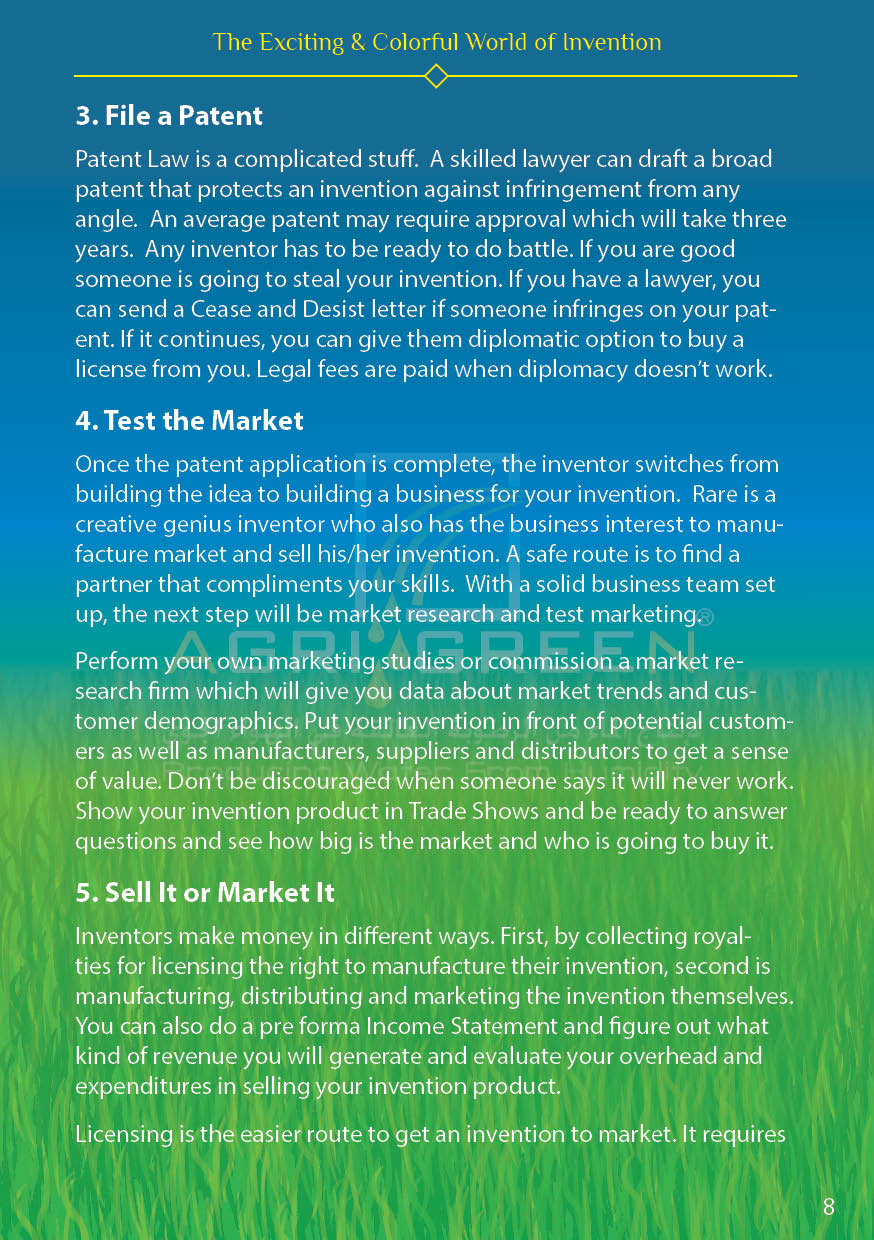 The Exciting & Colorful World of Invention
3. File a Patent
Patent Law is a complicated stuff.  A skilled lawyer can draft a broad
patent that protects an invention against infringement from any
angle.  An average patent may require approval which will take three
years.  Any inventor has to be ready to do battle. If you are good
someone is going to steal your invention. If you have a lawyer, you
can send a Cease and Desist letter if someone infringes on your pat-
ent. If it continues, you can give them diplomatic option to buy a
license from you. Legal fees are paid when diplomacy doesn’t work.
4. Test the Market
Once the patent application is complete, the inventor switches from
building the idea to building a business for your invention.  Rare is a
creative genius inventor who also has the business interest to manu-
facture market and sell his/her invention. A safe route is to find a
partner that compliments your skills.  With a solid business team set
up, the next step will be market research and test marketing.
AGRIGREEN®
Perform your own marketing studies or commission a market re-
search firm which will give you data about market trends and cus-
tomer demographics. Put your invention in front of potential custom-
ers as well as manufacturers, suppliers and distributors to get a sense
of value. Don’t be discouraged when someone says it will never work.
Producing Water From Humidity
Show your invention product in Trade Shows and be ready to answer
questions and see how big is the market and who is going to buy it.
5. Sell It or Market It
Inventors make money in different ways. First, by collecting royal-
ties for licensing the right to manufacture their invention, second is
manufacturing, distributing and marketing the invention themselves.
You can also do a pre forma Income Statement and figure out what
kind of revenue you will generate and evaluate your overhead and
expenditures in selling your invention product.
Licensing is the easier route to get an invention to market. It requires
8